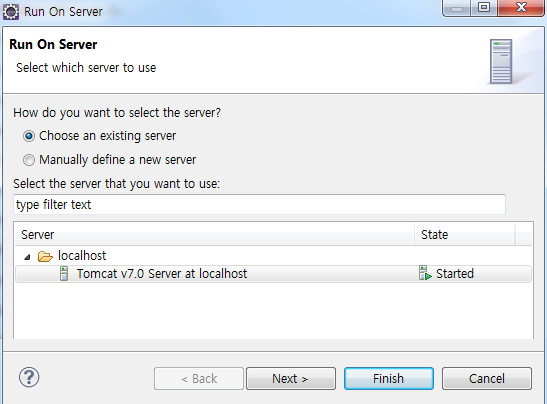 Run On Server
Run On Server
Select which server to use
How do you want to select the server?
Choose an existing server
Manually define a new server
Select the server that you want to use:
type filter text
Server State
localhost
Tomcat v7.0 Server at localhost Started
? < Back Next > Finish Cancel